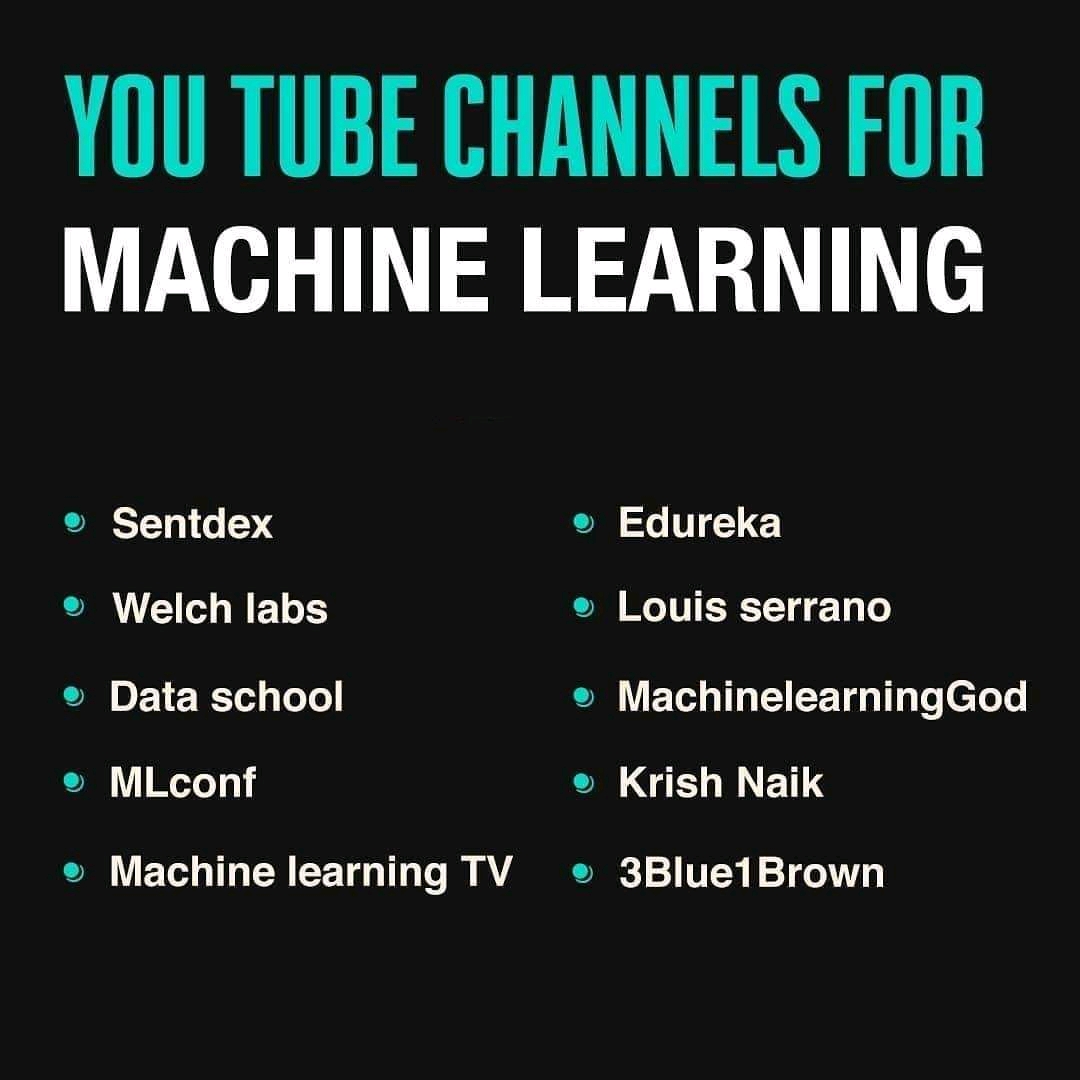 YOU TUBE CHANNELS FOR
MACHINE LEARNING
Sentdex
Welch labs
Data school
MLconf
Machine learning TV
Edureka
Louis serrano
MachinelearningGod
Krish Naik
3Blue1Brown